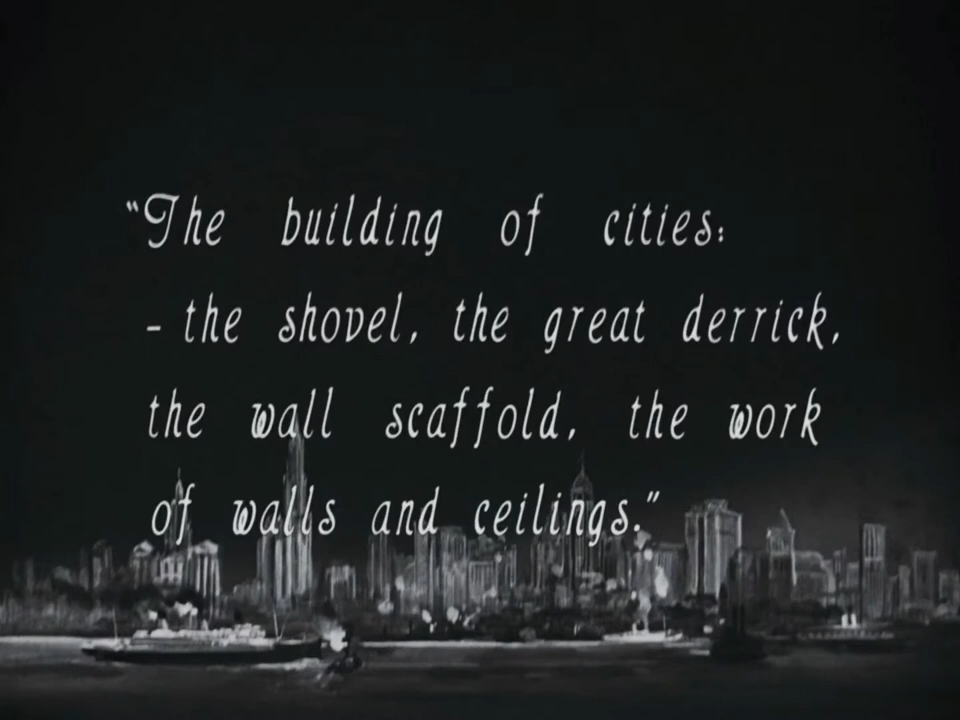 “The building of cities:
- the shovel, the great derrick,
the wall scaffold, the work
of walls and ceilings.”